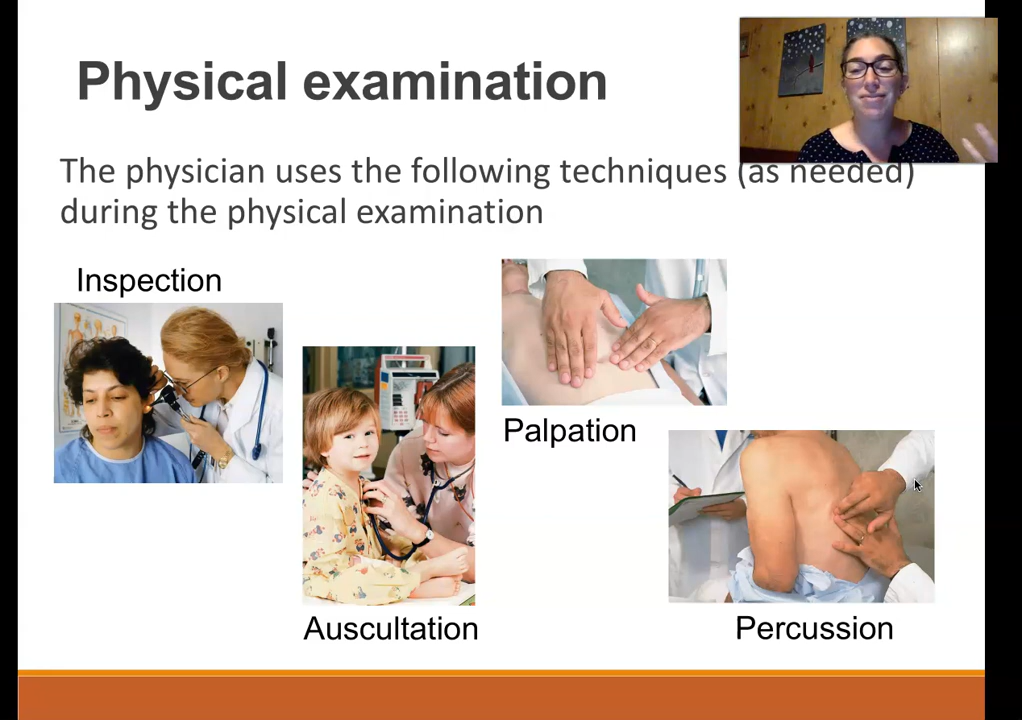 Physical examination
The physician uses the following techniques (as needed)
during the physical examination
Inspection
Palpation
Auscultation
Percussion